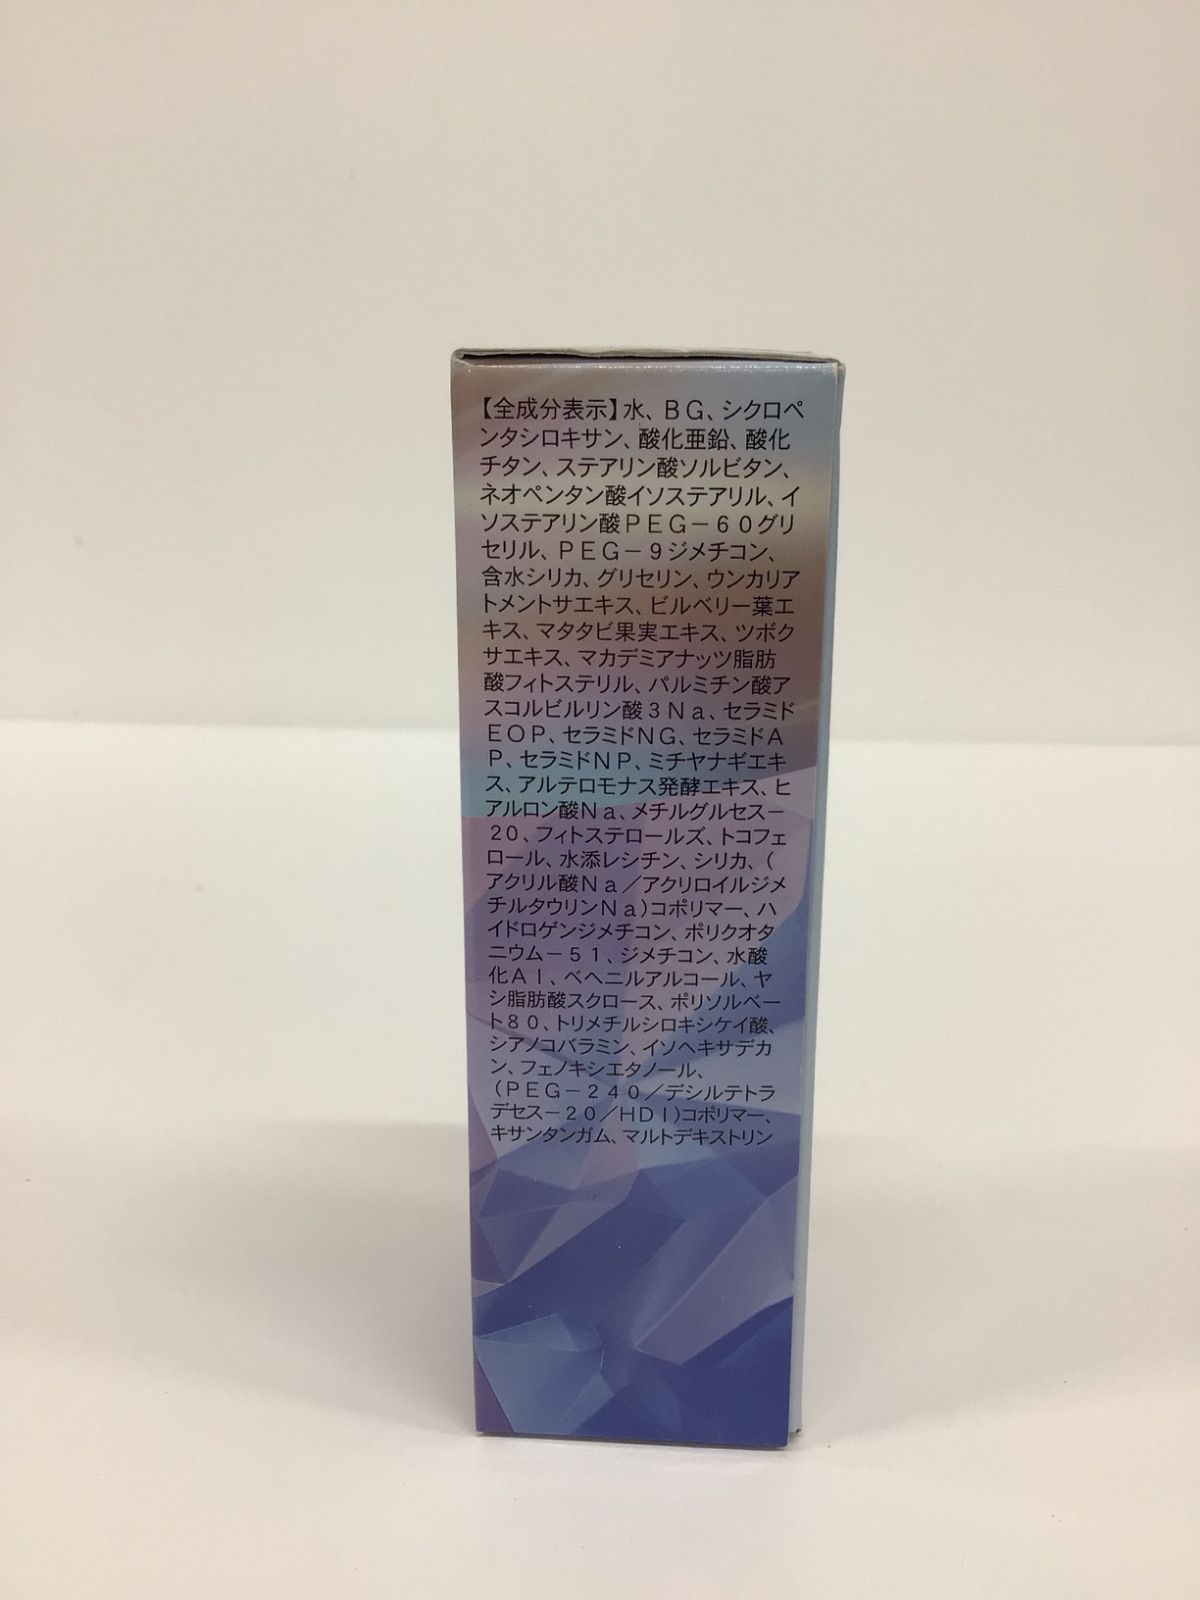 【全成分表示】水、ＢＧ、シクロペ
ンタシロキサン、酸化亜鉛、酸化
チタン、ステアリン酸ソルビタン、
ネオペンタン酸イソステアリル、イ
ソステアリン酸ＰＥＧ－６０グリ
セリル、ＰＥＧ－９ジメチコン、
含水シリカ、グリセリン、ウンカリア
トメントサエキス、ビルベリー葉エ
キス、マタタビ果実エキス、ツボク
サエキス、マカデミアナッツ脂肪
酸フィトステリル、パルミチン酸ア
スコルビルリン酸３Ｎａ、セラミド
ＥＯＰ、セラミドＮＧ、セラミドＡ
Ｐ、セラミドＮＰ、ミチヤナギエキ
ス、アルテロモナス発酵エキス、ヒ
アルロン酸Ｎａ、メチルグルセス－
２０、フィトステロールズ、トコフェ
ロール、水添レシチン、シリカ、（
アクリル酸Ｎａ／アクリロイルジメ
チルタウリンＮａ）コポリマー、ハ
イドロゲンジメチコン、ポリクオタ
ニウム－５１、ジメチコン、水酸
化Ａｌ、ベヘニルアルコール、ヤ
シ脂肪酸スクロース、ポリソルベー
ト８０、トリメチルシロキシケイ酸、
シアノコバラミン、イソヘキサデカ
ン、フェノキシエタノール、
（ＰＥＧ－２４０／デシルテトラ
デセス－２０／ＨＤＩ）コポリマー、
キサンタンガム、マルトデキストリン